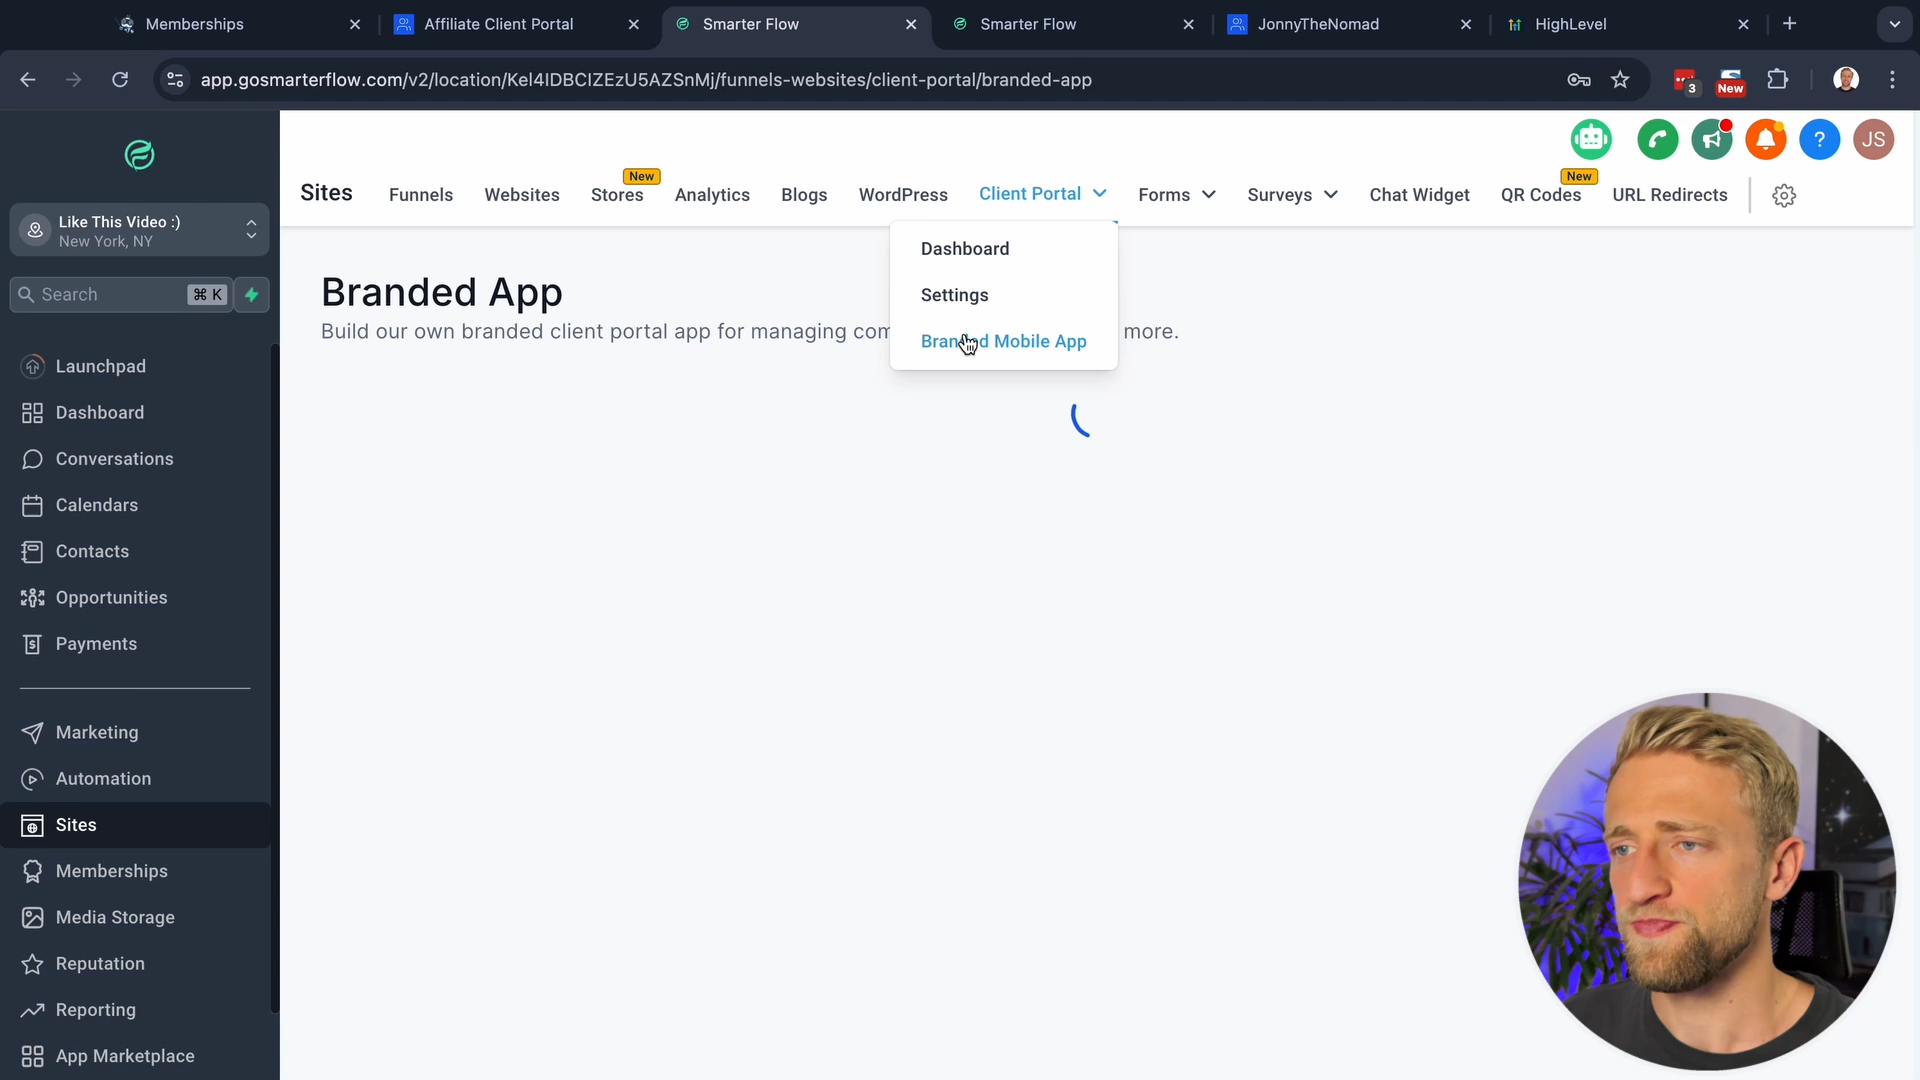 Memberships
Affiliate Client Portal
Smarter Flow
Smarter Flow
JonnyTheNomad
HighLevel
app.gosmarterflow.com/v2/location/Kel4IDBCIZEzU5AZSnMj/funnels-websites/client-portal/branded-app
3
New
Like This Video :)
New York, NY
Search
⌘ K
Launchpad
Dashboard
Conversations
Calendars
Contacts
Opportunities
Payments
Marketing
Automation
Sites
Memberships
Media Storage
Reputation
Reporting
App Marketplace
?
JS
Sites
Funnels
Websites
Stores
New
Analytics
Blogs
WordPress
Client Portal
Forms
Surveys
Chat Widget
QR Codes
New
URL Redirects
Dashboard
Settings
Branded Mobile App
Branded App
Build our own branded client portal app for managing more.